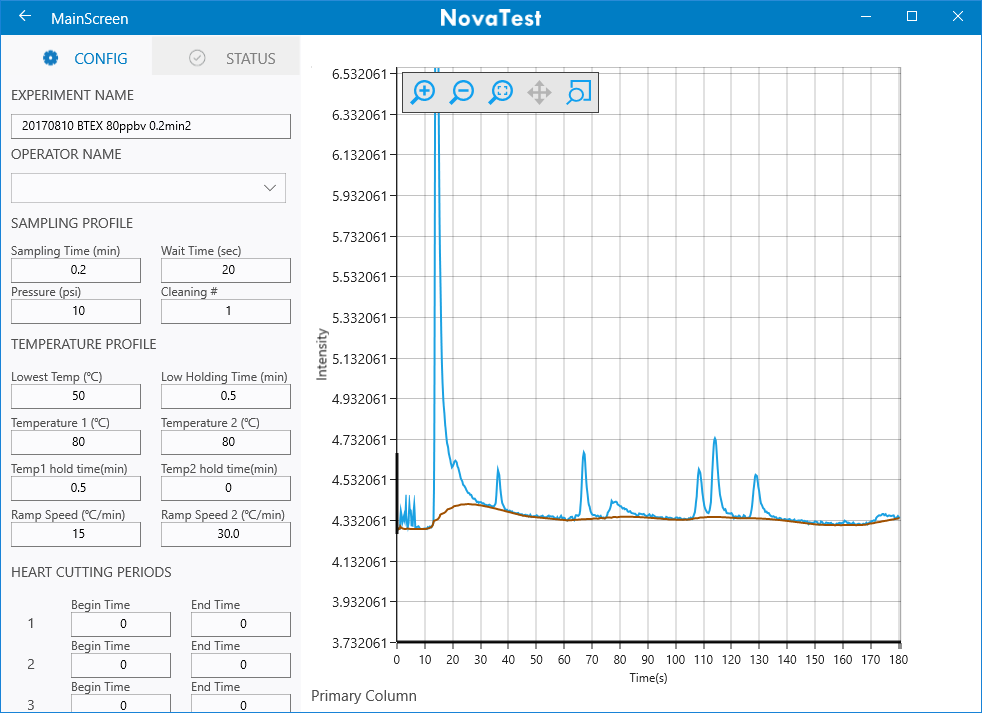 MainScreen
NovaTest
CONFIG
STATUS
EXPERIMENT NAME
20170810 BTEX 80ppbv 0.2min2
OPERATOR NAME
SAMPLING PROFILE
Sampling Time (min) Wait Time (sec)
0.2 20
Pressure (psi) Cleaning #
10 1
TEMPERATURE PROFILE
Lowest Temp (℃) Low Holding Time (min)
50 0.5
Temperature 1 (℃) Temperature 2 (℃)
80 80
Temp1 hold time(min) Temp2 hold time(min)
0.5 0
Ramp Speed (℃/min) Ramp Speed 2 (℃/min)
15 30.0
HEART CUTTING PERIODS
Begin Time End Time
1 0 0
Begin Time End Time
2 0 0
Begin Time End Time
3 0 0
6.532061
6.332061
6.132061
5.932061
5.732061
5.532061
5.332061
5.132061
4.932061
4.732061
4.532061
4.332061
4.132061
3.932061
3.732061
Intensity
0 10 20 30 40 50 60 70 80 90 100 110 120 130 140 150 160 170 180
Time(s)
Primary Column